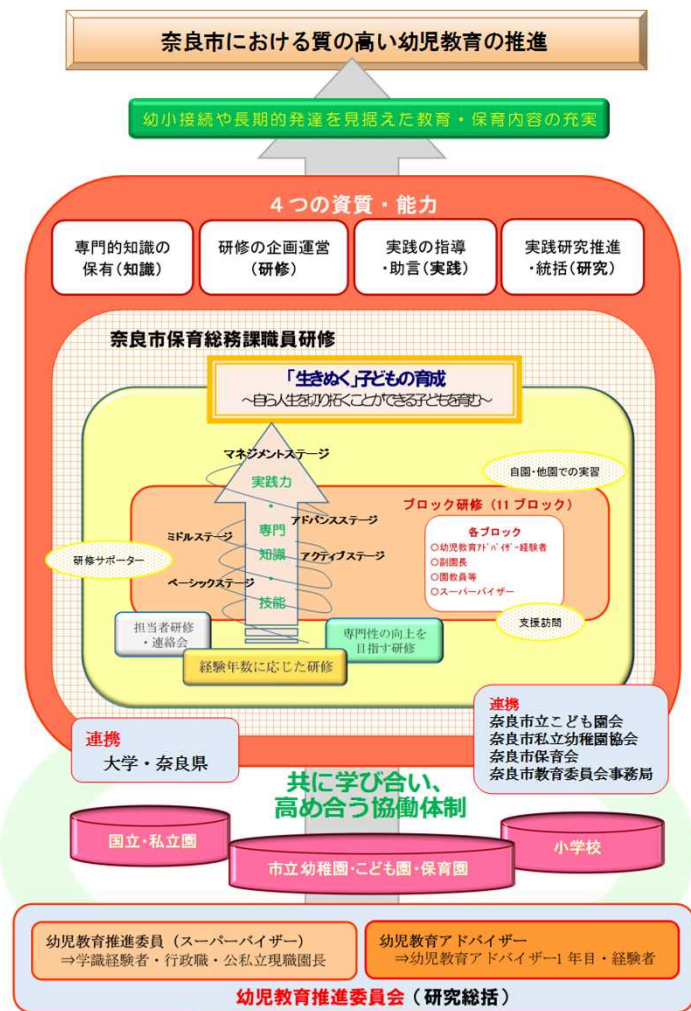 奈良市における質の高い幼児教育の推進
幼小接続や長期的発達を見据えた教育・保育内容の充実
4つの資質・能力
専門的知識の
保有(知識)
研修の企画運営
(研修)
実践の指導
・助言(実践)
実践研究推進
・統括(研究)
奈良市保育総務課職員研修
「生きぬく」子どもの育成
～自ら人生を切り拓くことができる子どもを育む～
マネジメントステージ
自園・他園での実習
実践力
・
専門
知識
・
技能
アドバンスステージ
ミドルステージ
アクティブステージ
ベーシックステージ
ブロック研修(11ブロック)
各ブロック
○幼児教育アドバイザー経験者
○副園長
○園教員等
○スーパーバイザー
研修サポーター
支援訪問
担当者研修
・連絡会
専門性の向上を
目指す研修
経験年数に応じた研修
連携
大学・奈良県
連携
奈良市立こども園会
奈良市私立幼稚園協会
奈良市保育会
奈良市教育委員会事務局
共に学び合い、
高め合う協働体制
国立・私立園
市立幼稚園・こども園・保育園
小学校
幼児教育推進委員(スーパーバイザー)
⇒学識経験者・行政職・公私立現職園長
幼児教育アドバイザー
⇒幼児教育アドバイザー1年目・経験者
幼児教育推進委員会(研究総括)